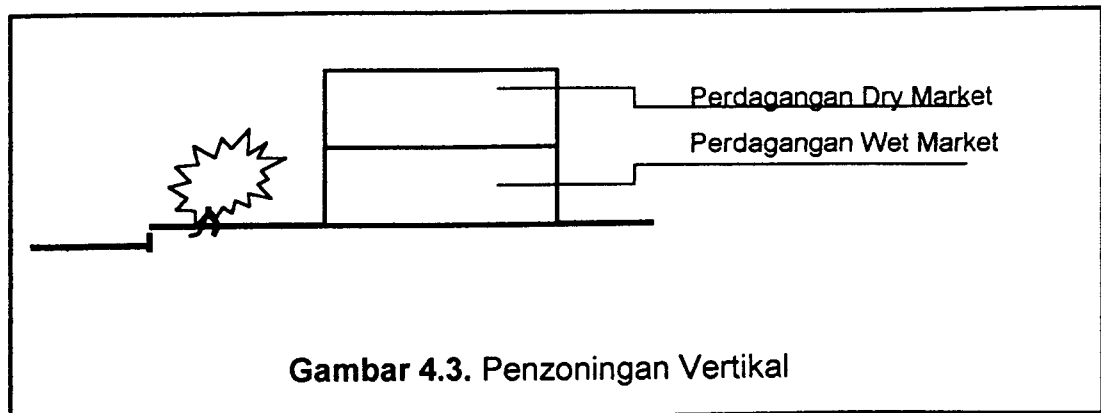 Perdagangan Dry Market
Perdagangan Wet Market
Gambar 4.3. Penzoningan Vertikal